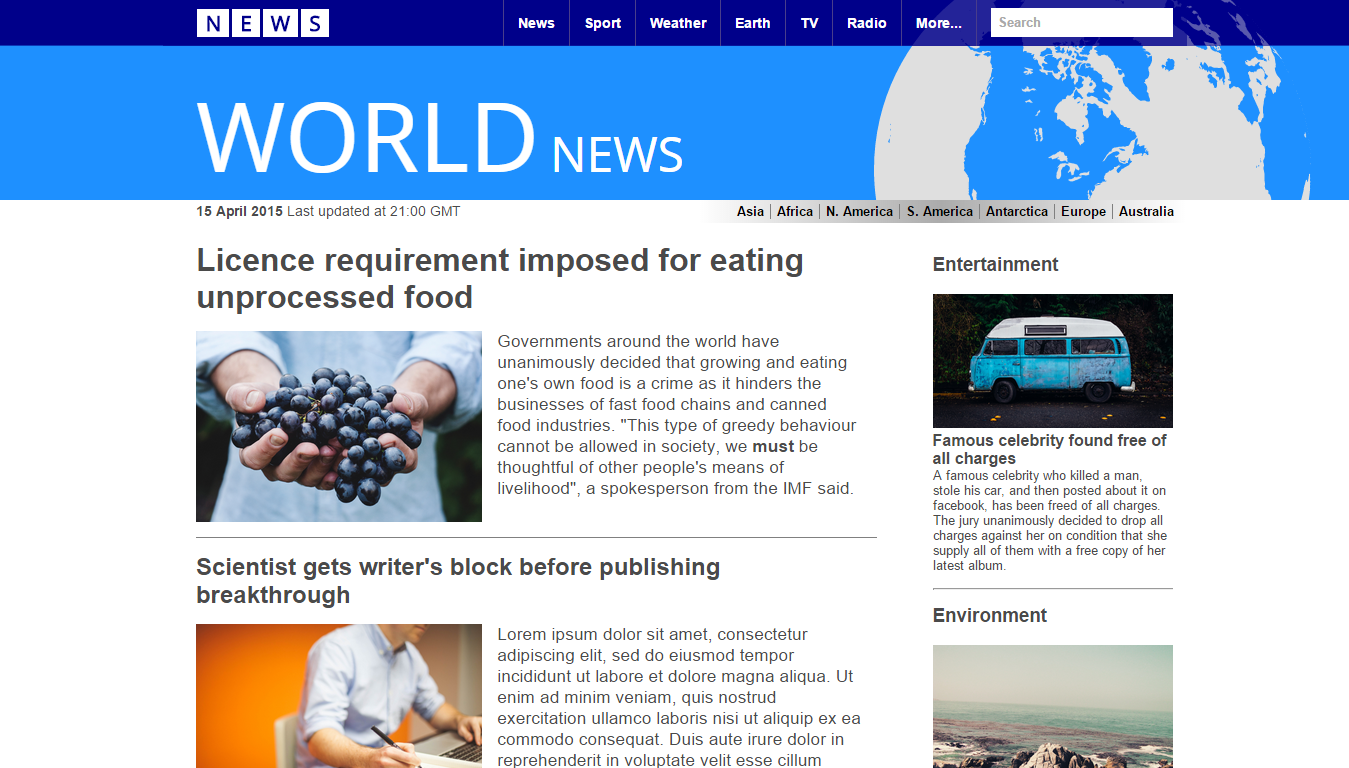 NEWS
News Sport Weather Earth TV Radio More... Search
WORLD NEWS
15 April 2015 Last updated at 21:00 GMT
Asia Africa N. America S. America Antarctica Europe Australia
Licence requirement imposed for eating
unprocessed food
Governments around the world have
unanimously decided that growing and eating
one's own food is a crime as it hinders the
businesses of fast food chains and canned
food industries. "This type of greedy behaviour
cannot be allowed in society, we must be
thoughtful of other people's means of
livelihood", a spokesperson from the IMF said.
Scientist gets writer's block before publishing
breakthrough
Lorem ipsum dolor sit amet, consectetur
adipiscing elit, sed do eiusmod tempor
incididunt ut labore et dolore magna aliqua. Ut
enim ad minim veniam, quis nostrud
exercitation ullamco laboris nisi ut aliquip ex ea
commodo consequat. Duis aute irure dolor in
reprehenderit in voluptate velit esse cillum
Entertainment
Famous celebrity found free of
all charges
A famous celebrity who killed a man,
stole his car, and then posted about it on
facebook, has been freed of all charges.
The jury unanimously decided to drop all
charges against her on condition that she
supply all of them with a free copy of her
latest album.
Environment